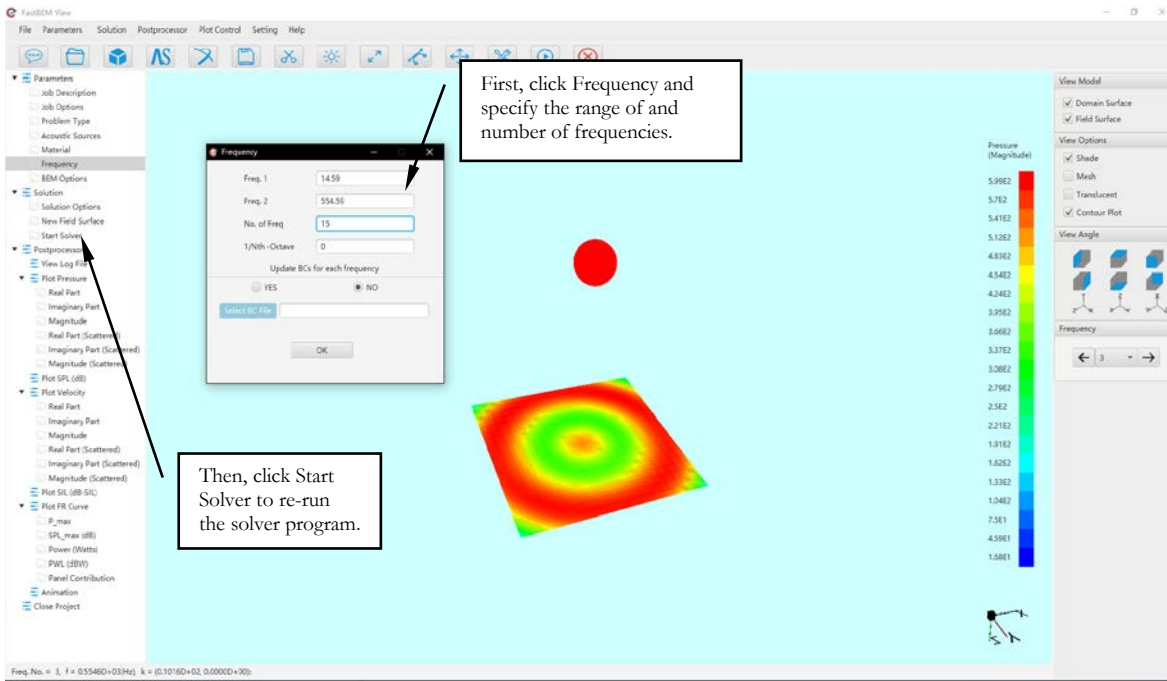 FastBEM View
File Parameters Solution Postprocessor Plot Control Setting Help
Parameters
Job Description
Job Options
Problem Type
Acoustic Sources
Material
Frequency
BEM Options
Solution
Solution Options
New Field Surface
Start Solver
Postprocessor
View Log File
Plot Pressure
Real Part
Imaginary Part
Magnitude
Real Part (Scattered)
Imaginary Part (Scattered)
Magnitude (Scattered)
Plot SPL (dB)
Plot Velocity
Real Part
Imaginary Part
Magnitude
Real Part (Scattered)
Imaginary Part (Scattered)
Magnitude (Scattered)
Plot SIL (dB-SIL)
Plot FR Curve
P_max
SPL_max (dB)
Power (Watts)
PWL (dBW)
Panel Contribution
Animation
Close Project
Frequency
Freq. 1 14.59
Freq. 2 554.59
No. of Freq 15
1/Nth -Octave 0
Update BCs for each frequency
YES NO
Select BC File
OK
First, click Frequency and
specify the range of and
number of frequencies.
Then, click Start
Solver to re-run
the solver program.
Pressure
(Magnitude)
5.99E2
5.7E2
5.41E2
5.12E2
4.83E2
4.54E2
4.24E2
3.95E2
3.66E2
3.37E2
3.08E2
2.79E2
2.5E2
2.21E2
1.91E2
1.62E2
1.33E2
1.04E2
7.5E1
4.59E1
1.68E1
View Model
Domain Surface
Field Surface
View Options
Shade
Mesh
Translucent
Contour Plot
View Angle
Frequency
3
Freq. No. = 3, f = 0.5546D+03(Hz), k = (0.1016D+02, 0.0000D+00);